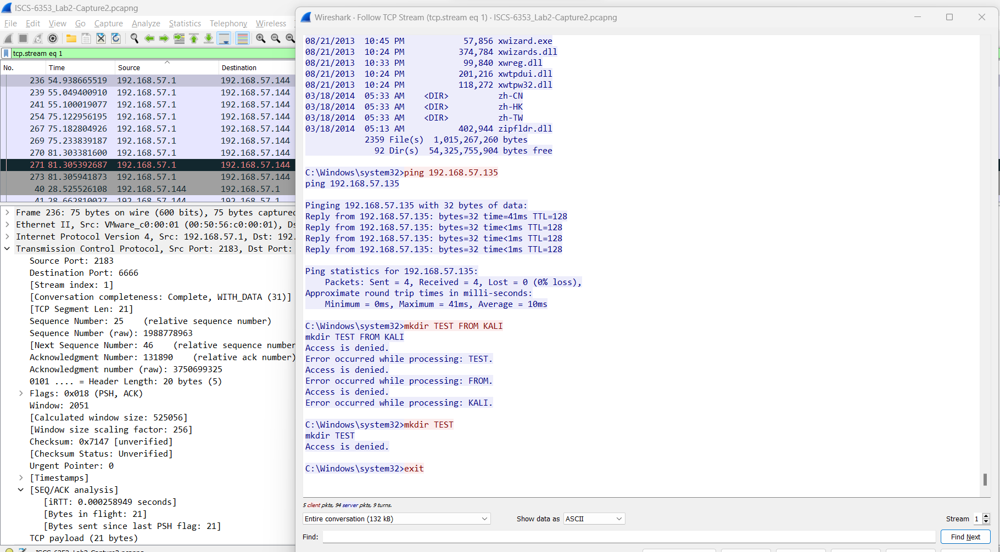 ISCS-6353_Lab2-Capture2.pcapng
File Edit View Go Capture Analyze Statistics Telephony Wireless
tcp.stream eq 1
No. Time Source Destination
236 54.938665519 192.168.57.1 192.168.57.144
239 55.049400910 192.168.57.1 192.168.57.144
241 55.100019077 192.168.57.1 192.168.57.144
254 75.122956195 192.168.57.1 192.168.57.144
267 75.182804926 192.168.57.1 192.168.57.144
269 75.233839187 192.168.57.1 192.168.57.144
270 81.303381600 192.168.57.1 192.168.57.144
271 81.305392687 192.168.57.1 192.168.57.144
273 81.305941873 192.168.57.1 192.168.57.144
40 28.525526108 192.168.57.144 192.168.57.1
41 28.662810027 192.168.57.144 192.168.57.1
Frame 236: 75 bytes on wire (600 bits), 75 bytes captured
Ethernet II, Src: VMware_c0:00:01 (00:50:56:c0:00:01), Ds
Internet Protocol Version 4, Src: 192.168.57.1, Dst: 192.
Transmission Control Protocol, Src Port: 2183, Dst Port:
Source Port: 2183
Destination Port: 6666
[Stream index: 1]
[Conversation completeness: Complete, WITH_DATA (31)]
[TCP Segment Len: 21]
Sequence Number: 25    (relative sequence number)
Sequence Number (raw): 1988778963
[Next Sequence Number: 46    (relative sequence number
Acknowledgment Number: 131890    (relative ack number)
Acknowledgment number (raw): 3750699325
0101 .... = Header Length: 20 bytes (5)
Flags: 0x018 (PSH, ACK)
Window: 2051
[Calculated window size: 525056]
[Window size scaling factor: 256]
Checksum: 0x7147 [unverified]
[Checksum Status: Unverified]
Urgent Pointer: 0
[Timestamps]
[SEQ/ACK analysis]
[iRTT: 0.000258949 seconds]
[Bytes in flight: 21]
[Bytes sent since last PSH flag: 21]
TCP payload (21 bytes)
ISCS-6353_Lab2-Capture2.pcapng
Wireshark · Follow TCP Stream (tcp.stream eq 1) · ISCS-6353_Lab2-Capture2.pcapng
08/21/2013  10:45 PM            57,856 xwizard.exe
08/21/2013  10:24 PM           374,784 xwizards.dll
08/21/2013  10:33 PM            99,840 xwreg.dll
08/21/2013  10:24 PM           201,216 xwtpdui.dll
08/21/2013  10:24 PM           118,272 xwtpw32.dll
03/18/2014  05:33 AM    <DIR>          zh-CN
03/18/2014  05:33 AM    <DIR>          zh-HK
03/18/2014  05:33 AM    <DIR>          zh-TW
03/18/2014  05:13 AM           402,944 zipfldr.dll
2359 File(s)  1,015,267,260 bytes
92 Dir(s)  54,325,755,904 bytes free
C:\Windows\system32>ping 192.168.57.135
ping 192.168.57.135
Pinging 192.168.57.135 with 32 bytes of data:
Reply from 192.168.57.135: bytes=32 time=41ms TTL=128
Reply from 192.168.57.135: bytes=32 time<1ms TTL=128
Reply from 192.168.57.135: bytes=32 time<1ms TTL=128
Reply from 192.168.57.135: bytes=32 time<1ms TTL=128
Ping statistics for 192.168.57.135:
Packets: Sent = 4, Received = 4, Lost = 0 (0% loss),
Approximate round trip times in milli-seconds:
Minimum = 0ms, Maximum = 41ms, Average = 10ms
C:\Windows\system32>mkdir TEST FROM KALI
mkdir TEST FROM KALI
Access is denied.
Error occurred while processing: TEST.
Access is denied.
Error occurred while processing: FROM.
Access is denied.
Error occurred while processing: KALI.
C:\Windows\system32>mkdir TEST
mkdir TEST
Access is denied.
C:\Windows\system32>exit
5 client pkts, 94 server pkts, 9 turns.
Entire conversation (132 kB) Show data as ASCII Stream 1
Find: Find Next